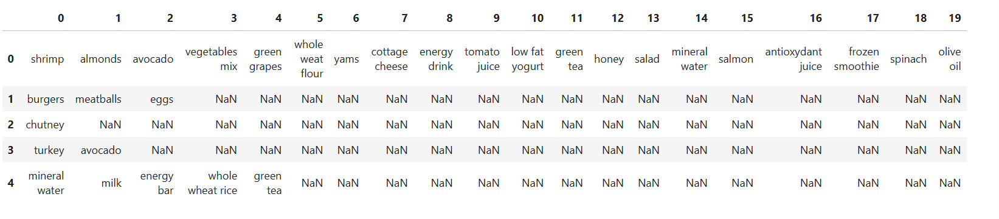 0 1 2 3 4 5 6 7 8 9 10 11 12 13 14 15 16 17 18 19
0 shrimp almonds avocado vegetables mix green grapes whole weat flour yams cottage cheese energy drink tomato juice low fat yogurt green tea honey salad mineral water salmon antioxydant juice frozen smoothie spinach olive oil
1 burgers meatballs eggs NaN NaN NaN NaN NaN NaN NaN NaN NaN NaN NaN NaN NaN NaN NaN NaN NaN
2 chutney NaN NaN NaN NaN NaN NaN NaN NaN NaN NaN NaN NaN NaN NaN NaN NaN NaN NaN NaN
3 turkey avocado NaN NaN NaN NaN NaN NaN NaN NaN NaN NaN NaN NaN NaN NaN NaN NaN NaN NaN
4 mineral water milk energy bar whole wheat rice green tea NaN NaN NaN NaN NaN NaN NaN NaN NaN NaN NaN NaN NaN NaN NaN